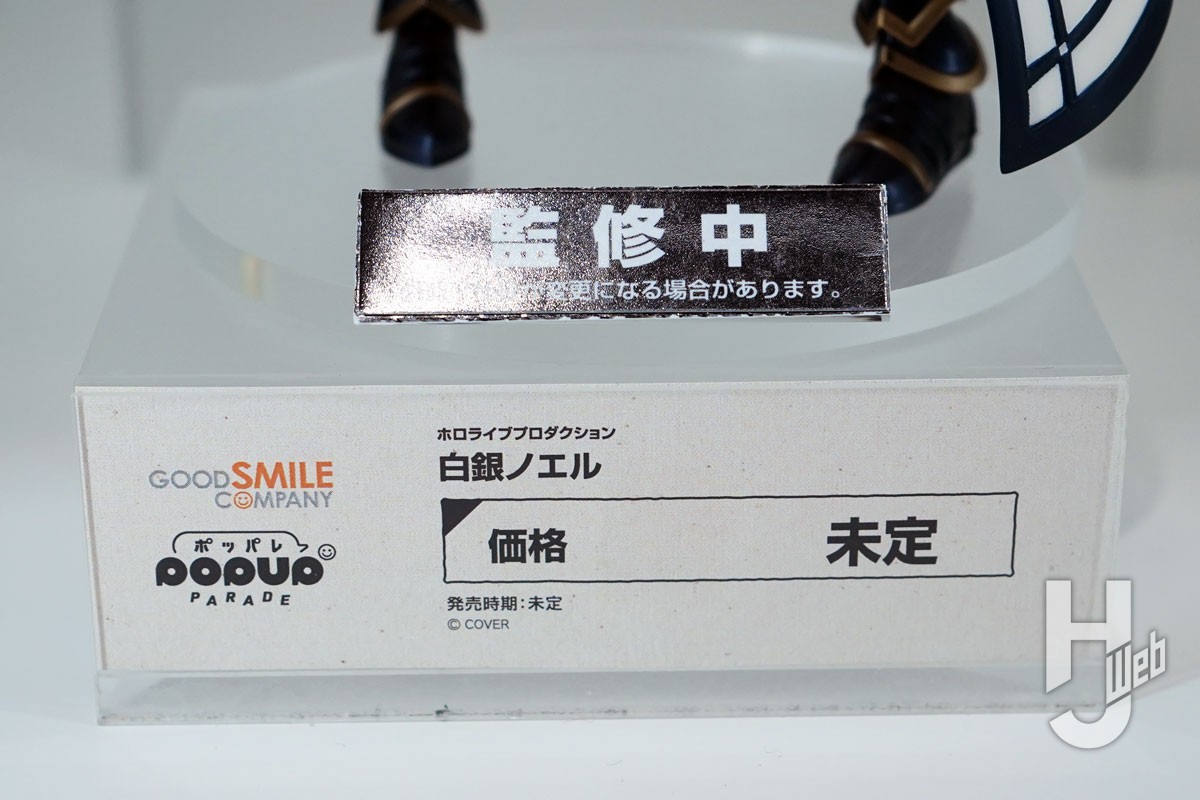 監修中
変更になる場合があります。
GOOD SMILE
COMPANY
ポッパレ
POPUP
PARADE
ホロライブプロダクション
白銀ノエル
価格 未定
発売時期：未定
© COVER
HJ Web